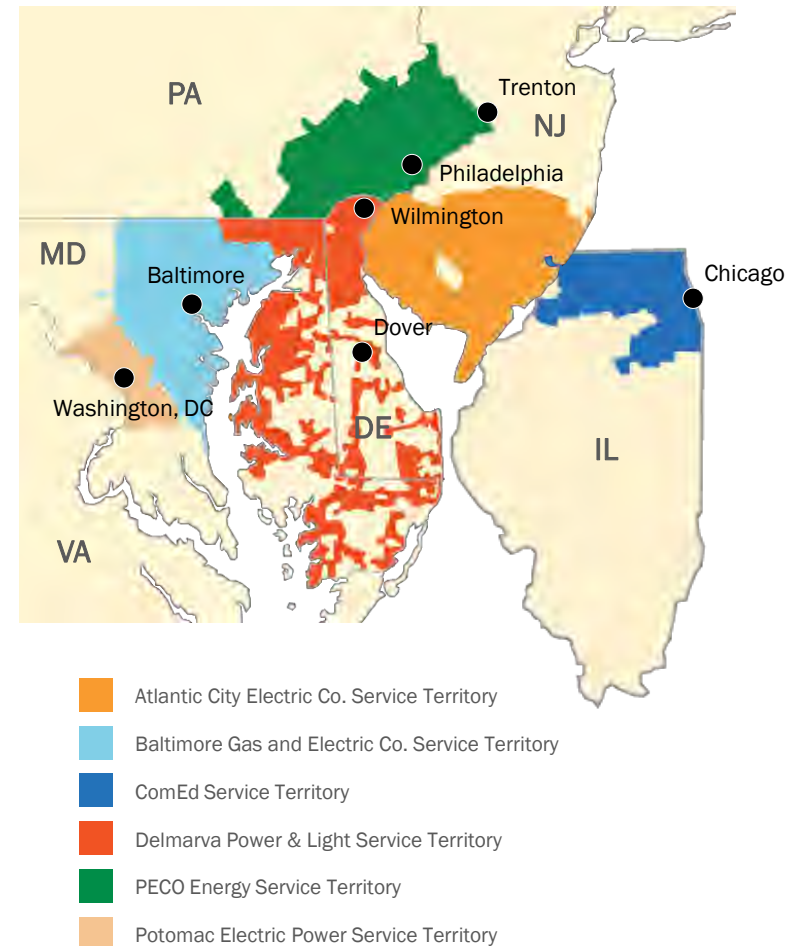 PA
Trenton
NJ
Philadelphia
Wilmington
MD
Baltimore
Chicago
Dover
Washington, DC
DE
IL
VA
Atlantic City Electric Co. Service Territory
Baltimore Gas and Electric Co. Service Territory
ComEd Service Territory
Delmarva Power & Light Service Territory
PECO Energy Service Territory
Potomac Electric Power Service Territory